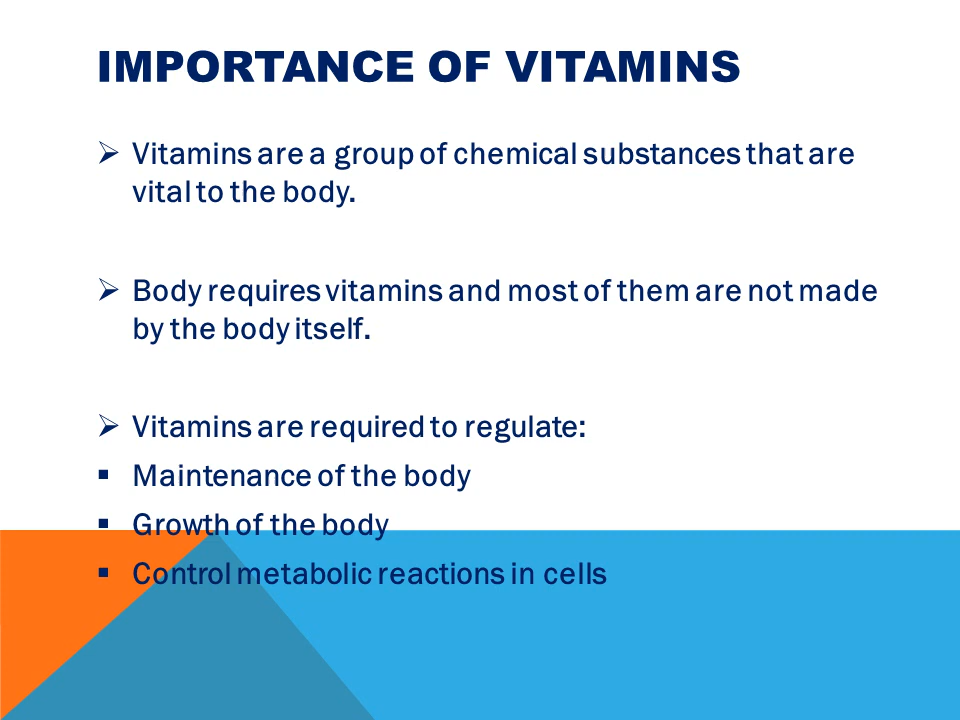 IMPORTANCE OF VITAMINS
➢ Vitamins are a group of chemical substances that are
vital to the body.
➢ Body requires vitamins and most of them are not made
by the body itself.
➢ Vitamins are required to regulate:
▪ Maintenance of the body
▪ Growth of the body
▪ Control metabolic reactions in cells